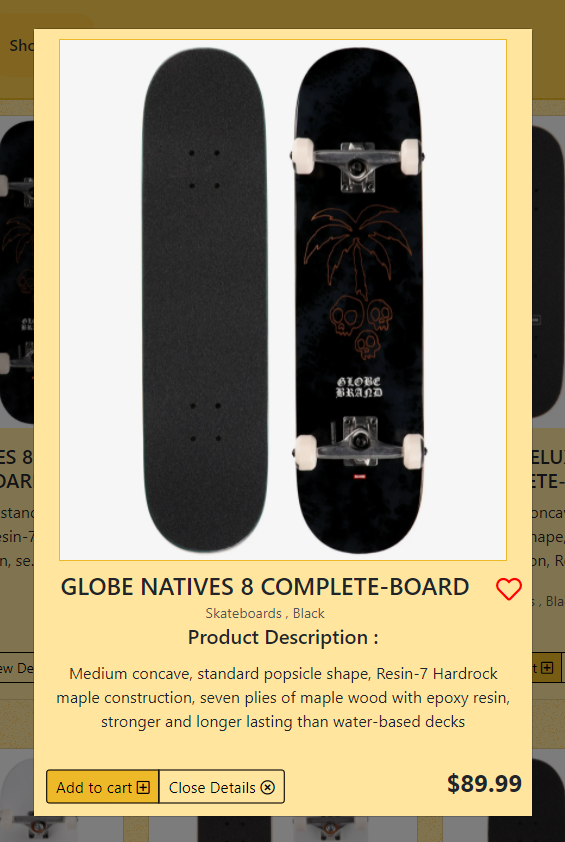 Sho
GLOBE
BRAND
GLOBE NATIVES 8 COMPLETE-BOARD
Skateboards , Black
Product Description :
Medium concave, standard popsicle shape, Resin-7 Hardrock
maple construction, seven plies of maple wood with epoxy resin,
stronger and longer lasting than water-based decks
Add to cart
Close Details
$89.99